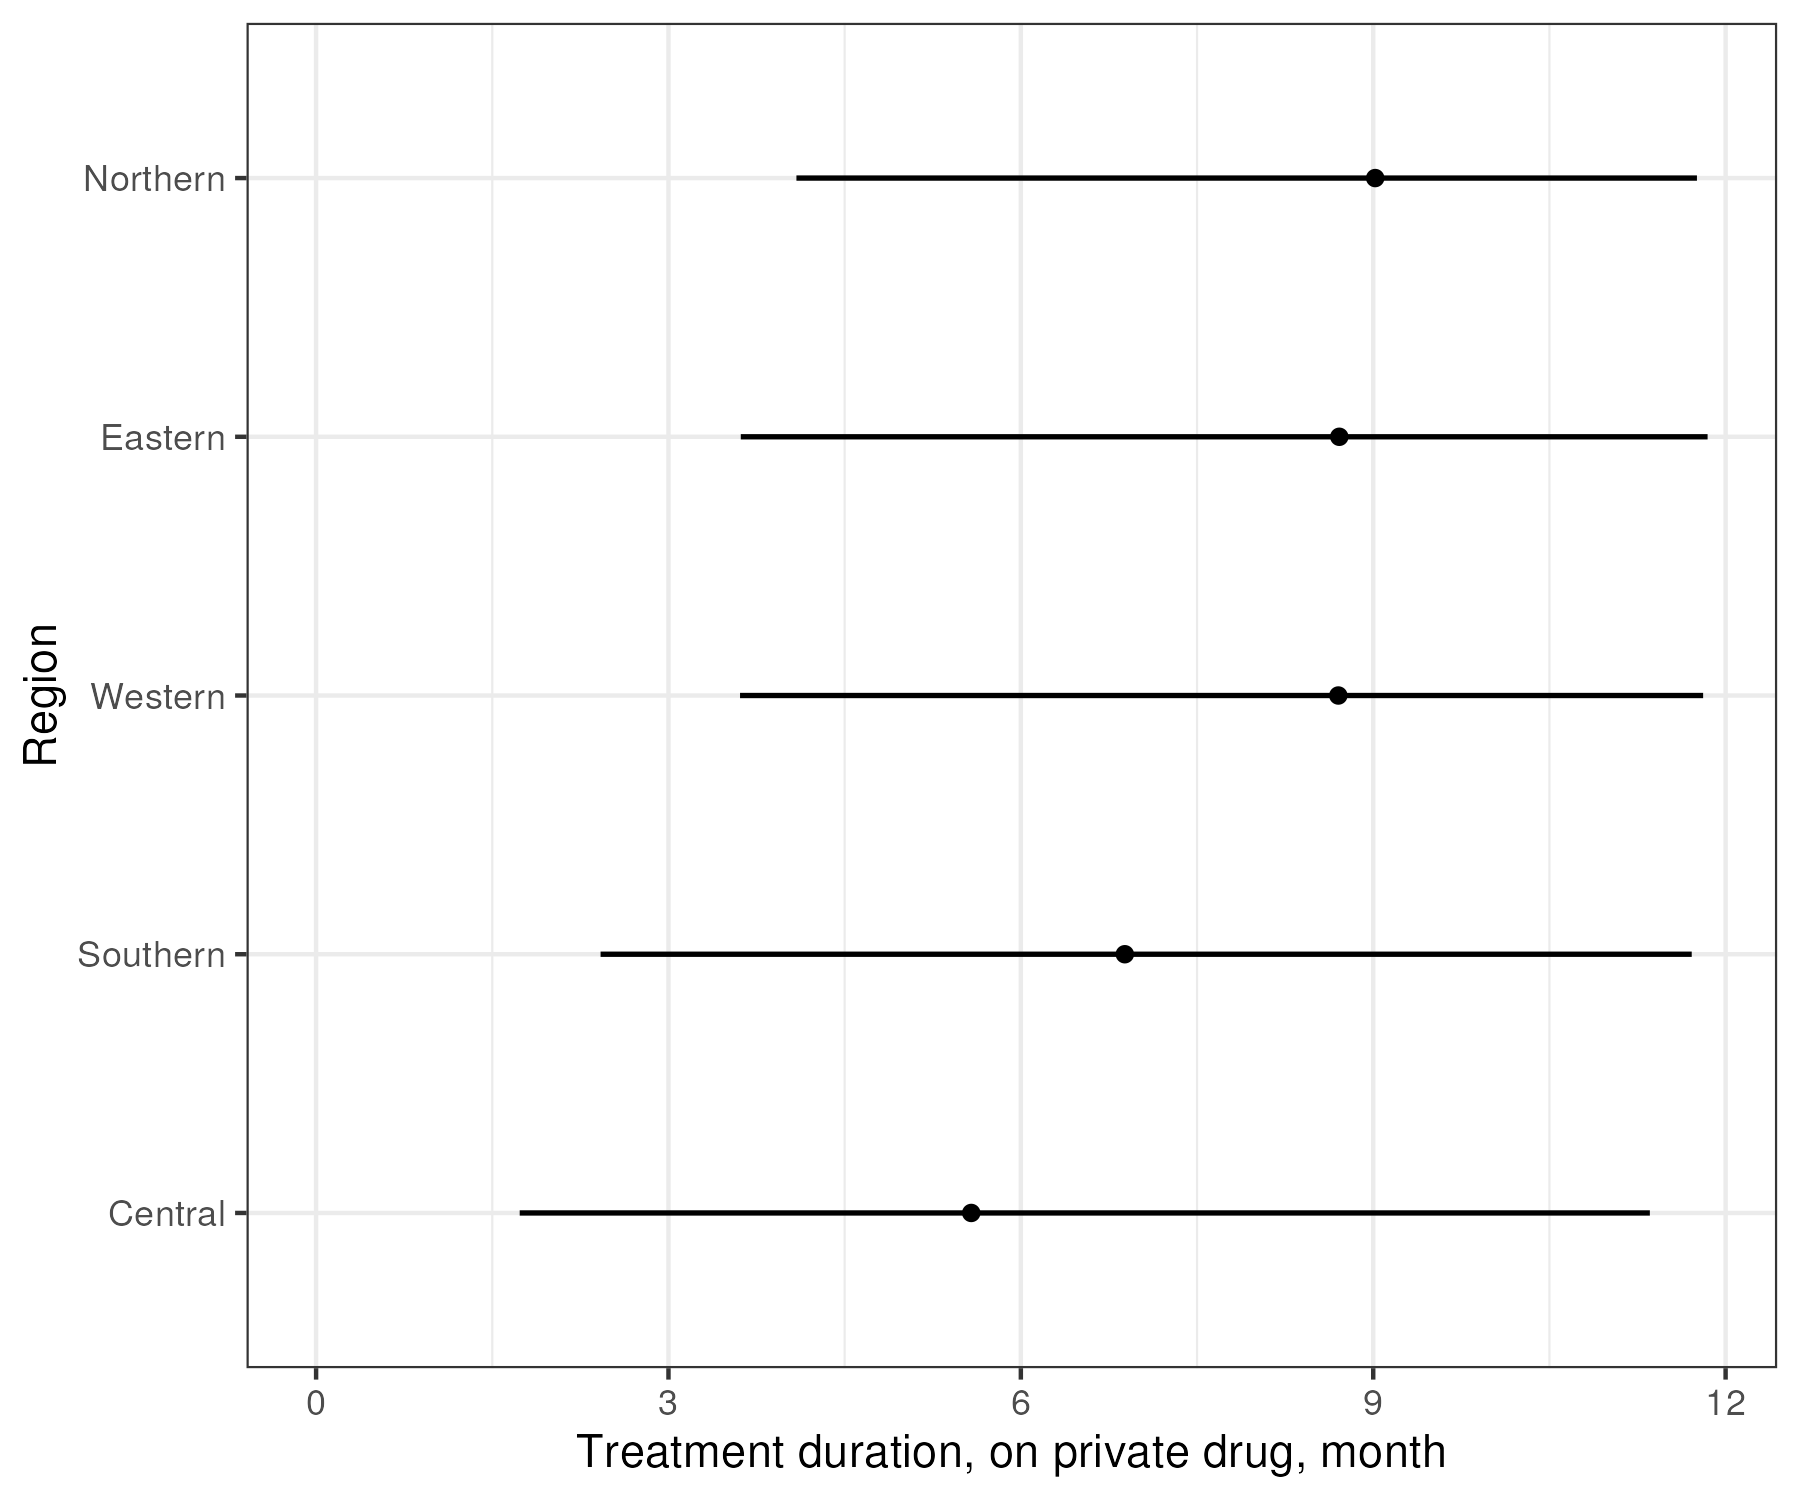 Region
Northern
Eastern
Western
Southern
Central
0 3 6 9 12
Treatment duration, on private drug, month